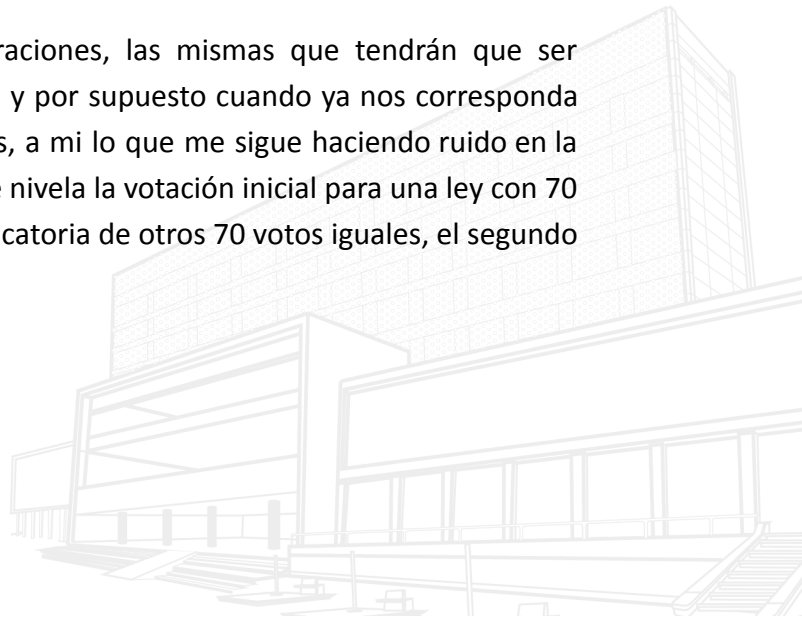 raciones, las mismas que tendrán que ser
y por supuesto cuando ya nos corresponda
s, a mi lo que me sigue haciendo ruido en la
e nivela la votación inicial para una ley con 70
catoria de otros 70 votos iguales, el segundo